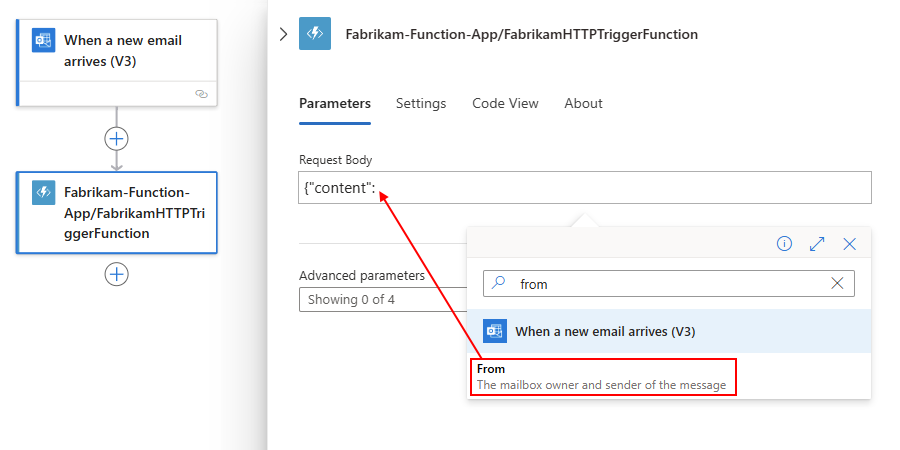 When a new email
arrives (V3)
Fabrikam-Function-
App/FabrikamHTTPTri
ggerFunction
Fabrikam-Function-App/FabrikamHTTPTriggerFunction
Parameters Settings Code View About
Request Body
{"content":
Advanced parameters
Showing 0 of 4
from
When a new email arrives (V3)
From
The mailbox owner and sender of the message